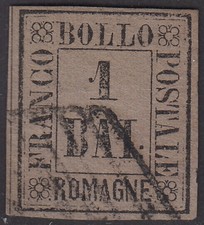 BOLLO
FRANCO
POSTALE
1
BAI.
ROMAGNE